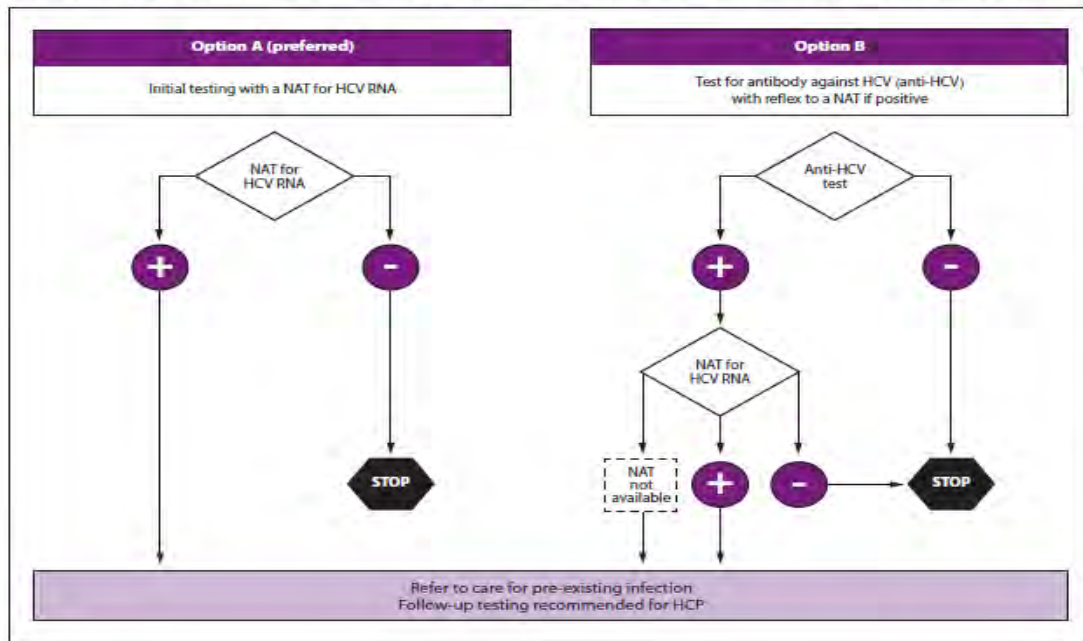 Option A (preferred)
Initial testing with a NAT for HCV RNA
NAT for
HCV RNA
+
-
STOP
Option B
Test for antibody against HCV (anti-HCV)
with reflex to a NAT if positive
Anti-HCV
test
+
-
NAT for
HCV RNA
NAT
not
available
+
-
STOP
Refer to care for pre-existing infection
Follow-up testing recommended for HCP